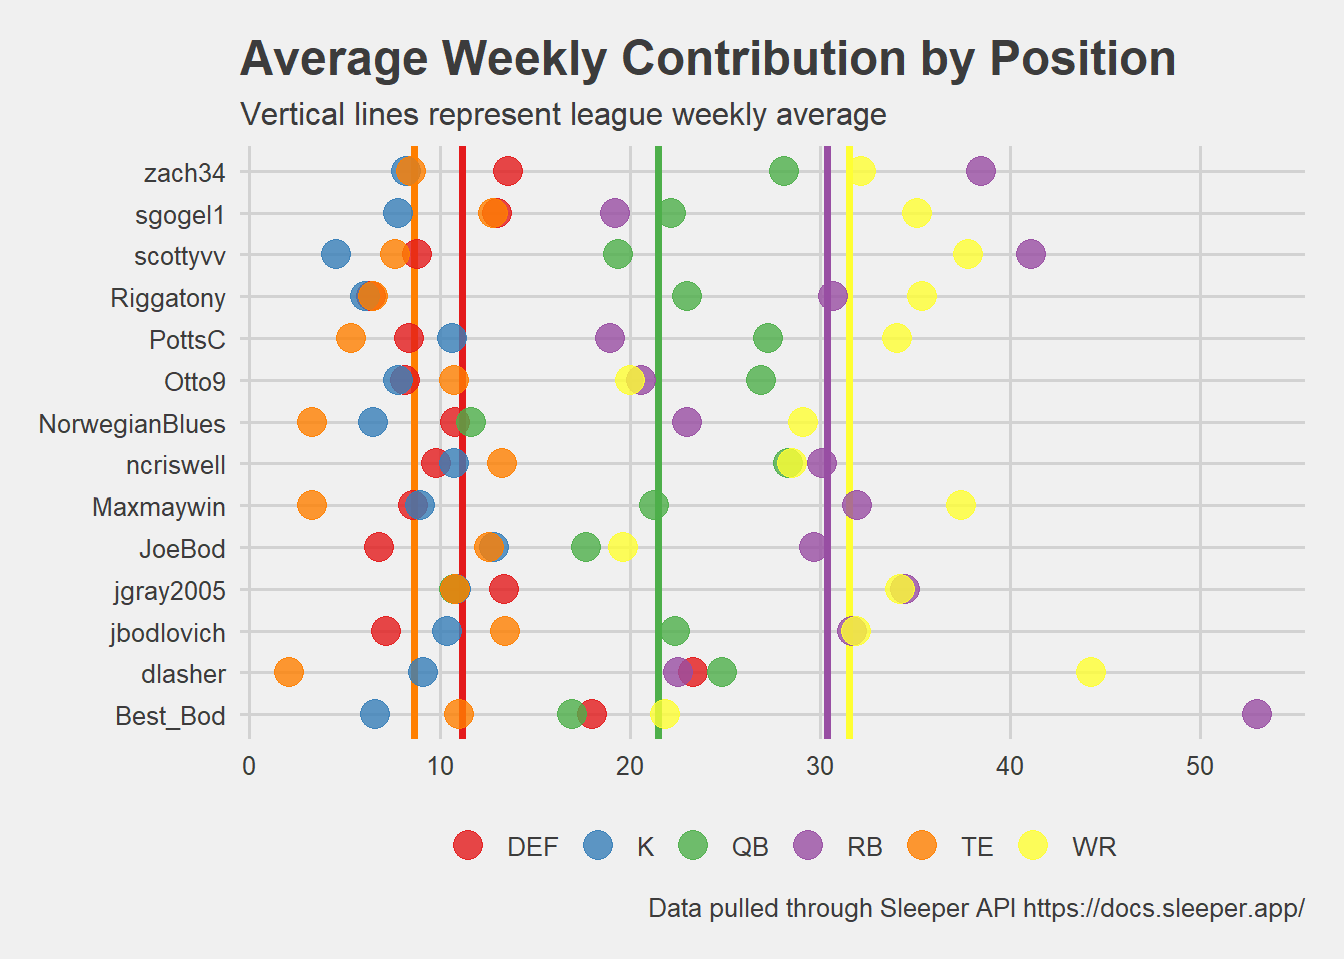 Average Weekly Contribution by Position
Vertical lines represent league weekly average
zach34
sgogel1
scottyvv
Riggatony
PottsC
Otto9
NorwegianBlues
ncriswell
Maxmaywin
JoeBod
jgray2005
jbodlovich
dlasher
Best_Bod
0 10 20 30 40 50
DEF K QB RB TE WR
Data pulled through Sleeper API https://docs.sleeper.app/